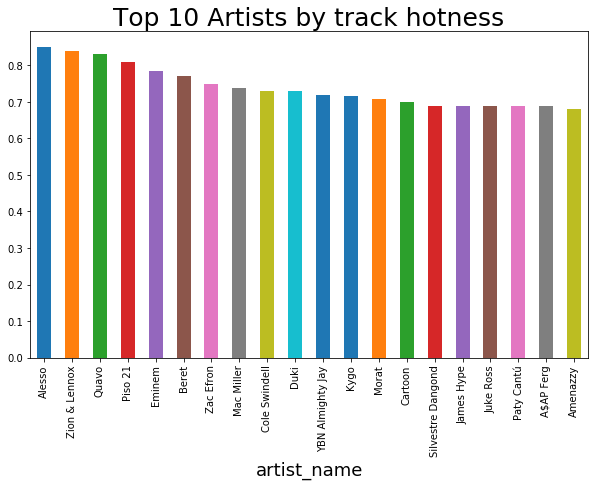 Top 10 Artists by track hotness
0.8
0.7
0.6
0.5
0.4
0.3
0.2
0.1
0.0
Alesso
Zion & Lennox
Quavo
Piso 21
Eminem
Beret
Zac Efron
Mac Miller
Cole Swindell
Duki
YBN Almighty Jay
Kygo
Morat
Cartoon
Silvestre Dangond
James Hype
Juke Ross
Paty Cantú
A$AP Ferg
Amenazzy
artist_name